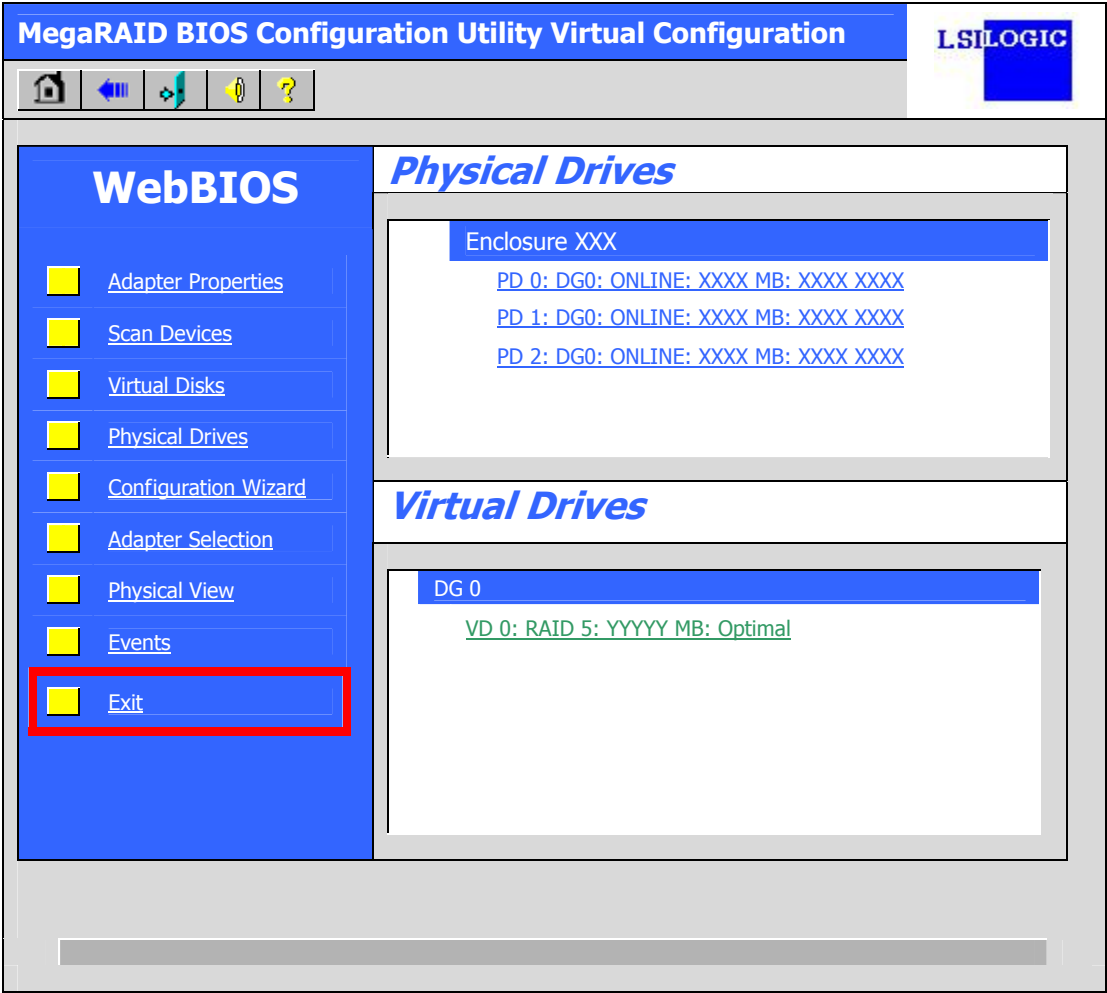 MegaRAID BIOS Configuration Utility Virtual Configuration
LSILOGIC
WebBIOS
Adapter Properties
Scan Devices
Virtual Disks
Physical Drives
Configuration Wizard
Adapter Selection
Physical View
Events
Exit
Physical Drives
Enclosure XXX
PD 0: DG0: ONLINE: XXXX MB: XXXX XXXX
PD 1: DG0: ONLINE: XXXX MB: XXXX XXXX
PD 2: DG0: ONLINE: XXXX MB: XXXX XXXX
Virtual Drives
DG 0
VD 0: RAID 5: YYYYY MB: Optimal